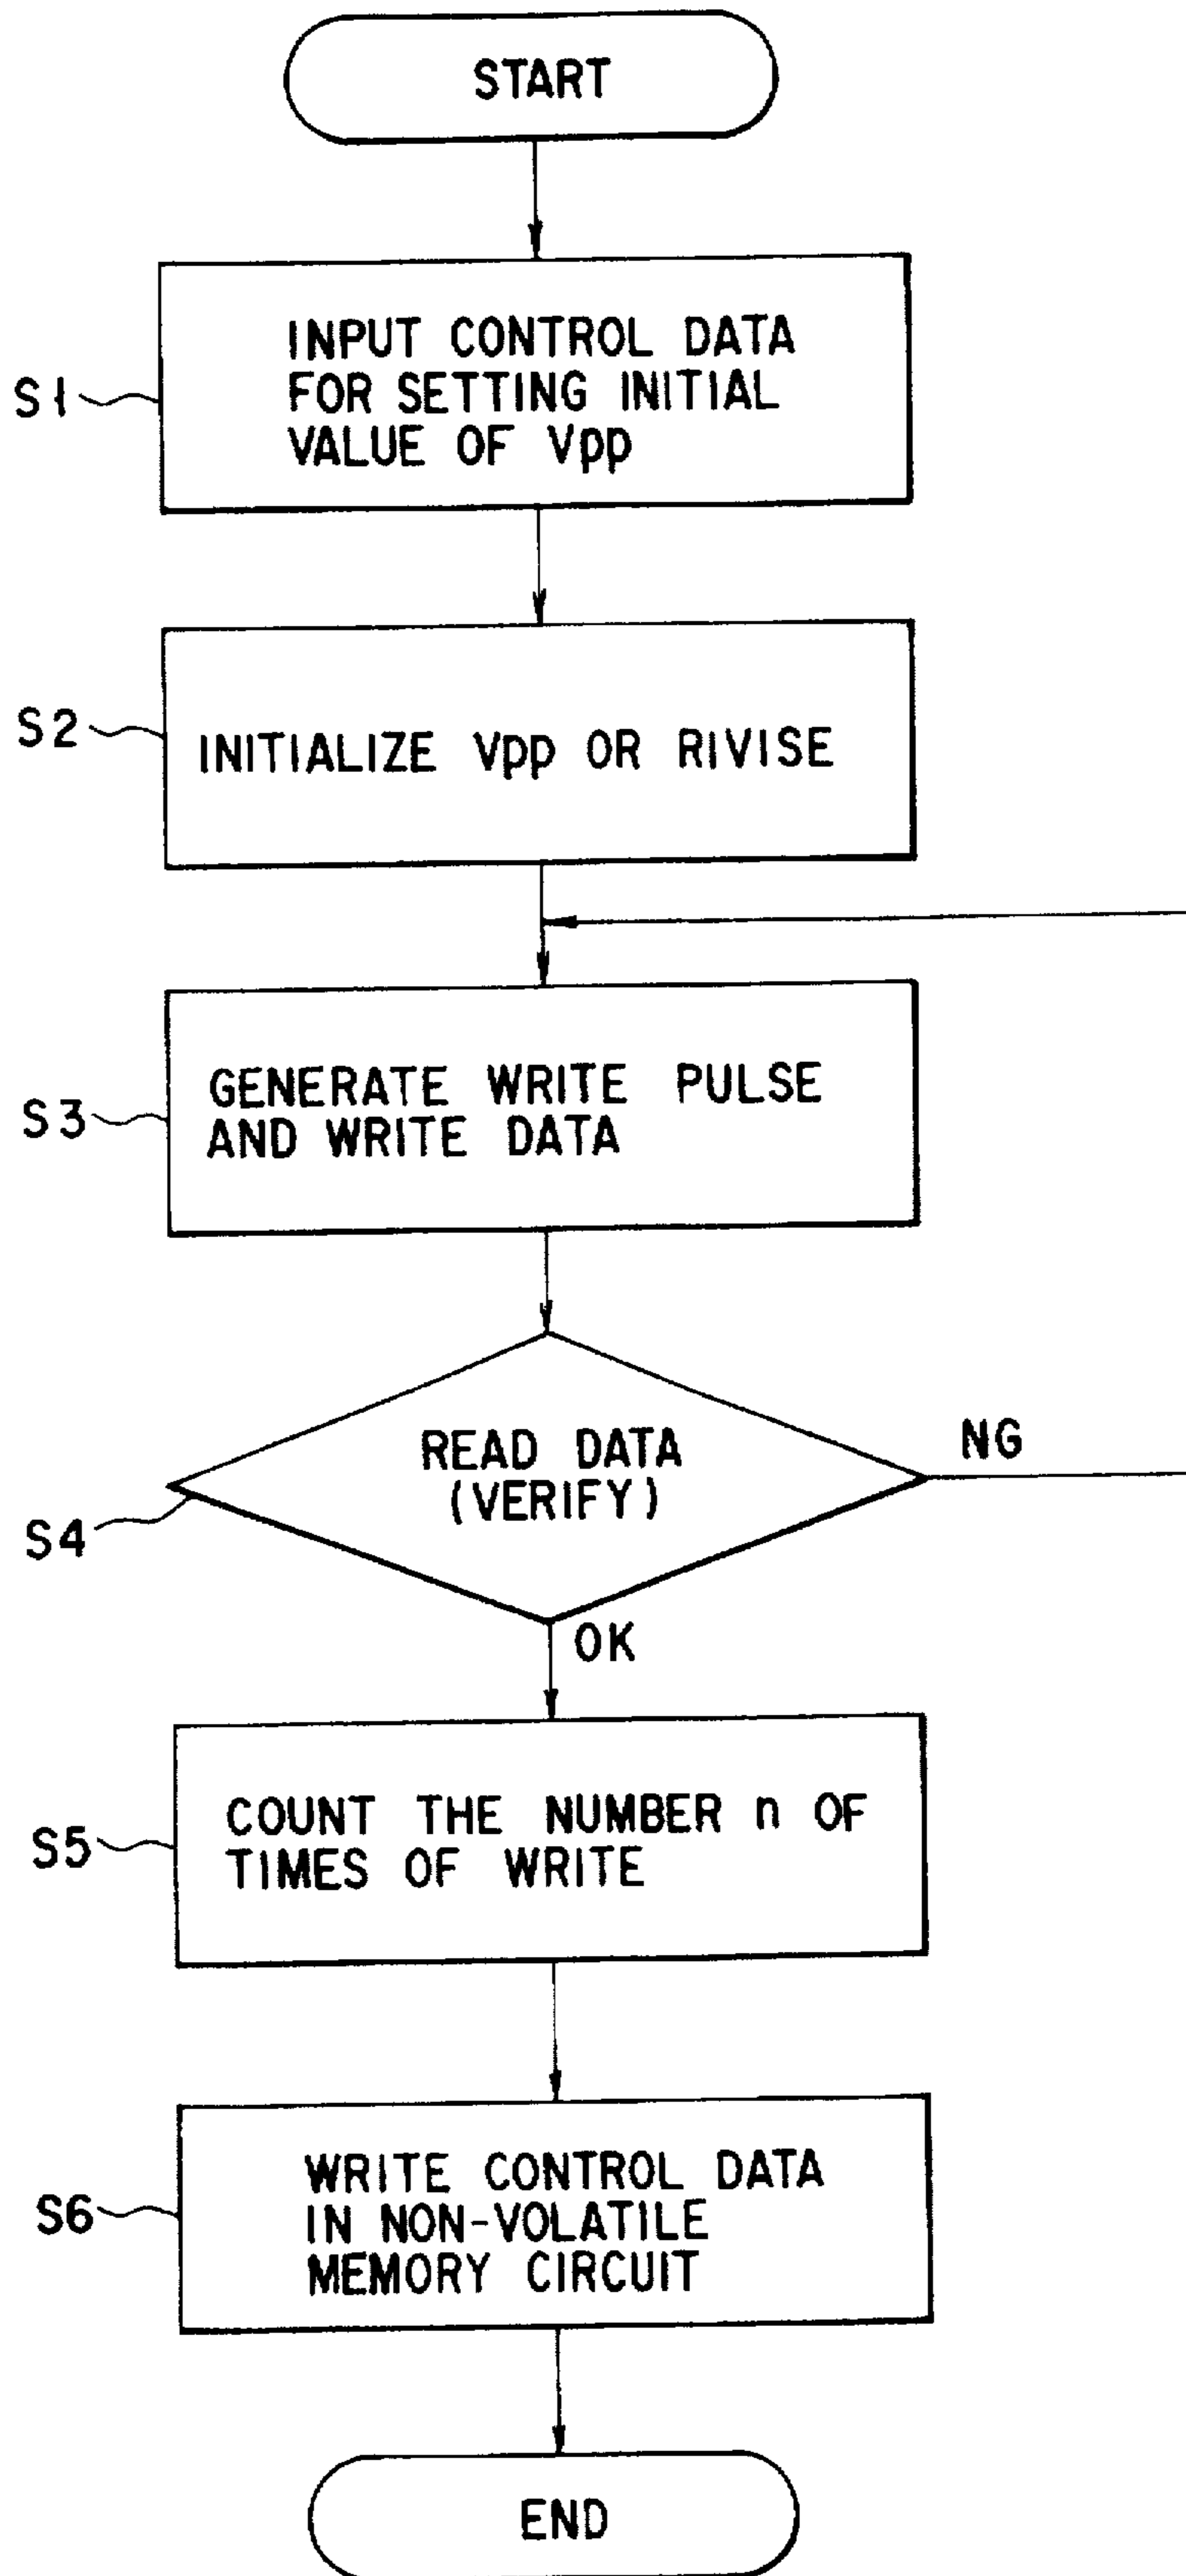 START
S1
INPUT CONTROL DATA
FOR SETTING INITIAL
VALUE OF Vpp
S2
INITIALIZE Vpp OR RIVISE
S3
GENERATE WRITE PULSE
AND WRITE DATA
S4
READ DATA
(VERIFY)
NG
OK
S5
COUNT THE NUMBER n OF
TIMES OF WRITE
S6
WRITE CONTROL DATA
IN NON-VOLATILE
MEMORY CIRCUIT
END